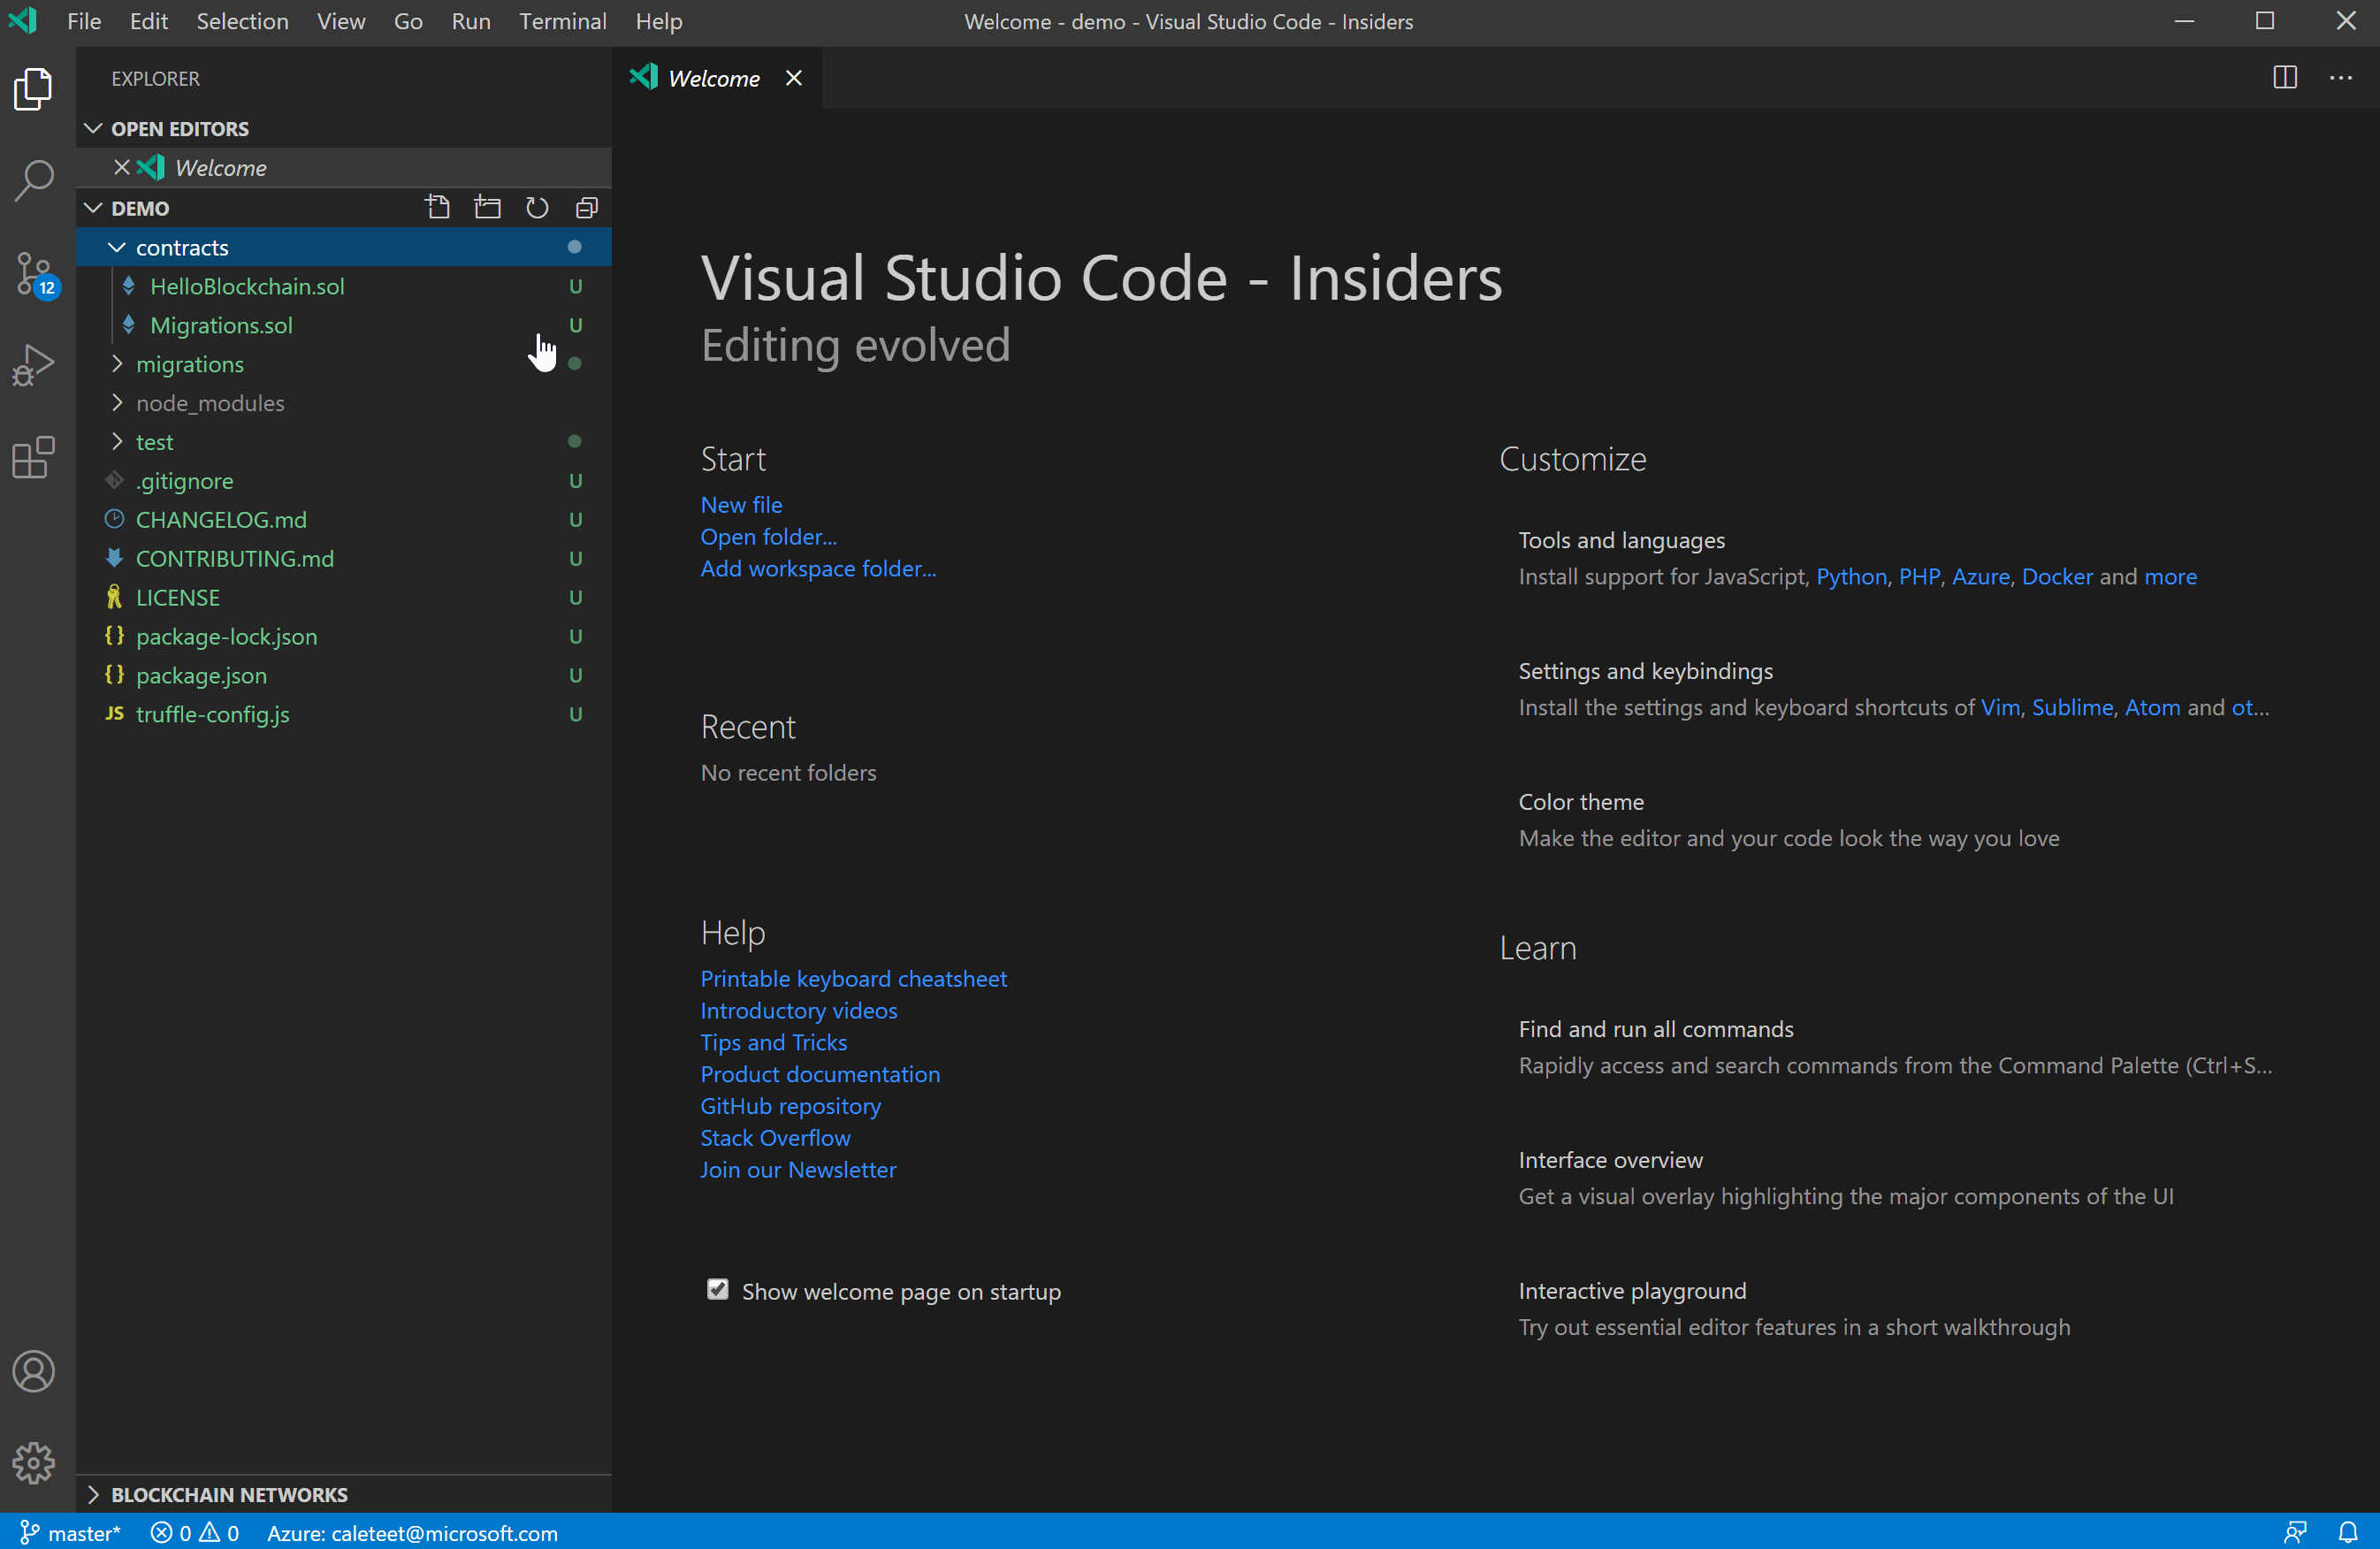 File Edit Selection View Go Run Terminal Help
Welcome - demo - Visual Studio Code - Insiders
EXPLORER
OPEN EDITORS
Welcome
DEMO
contracts
HelloBlockchain.sol U
Migrations.sol U
migrations
node_modules
test
.gitignore U
CHANGELOG.md U
CONTRIBUTING.md U
LICENSE U
{} package-lock.json U
{} package.json U
JS truffle-config.js U
BLOCKCHAIN NETWORKS
12
Welcome
Visual Studio Code - Insiders
Editing evolved
Start
New file
Open folder...
Add workspace folder...
Recent
No recent folders
Help
Printable keyboard cheatsheet
Introductory videos
Tips and Tricks
Product documentation
GitHub repository
Stack Overflow
Join our Newsletter
Show welcome page on startup
Customize
Tools and languages
Install support for JavaScript, Python, PHP, Azure, Docker and more
Settings and keybindings
Install the settings and keyboard shortcuts of Vim, Sublime, Atom and ot...
Color theme
Make the editor and your code look the way you love
Learn
Find and run all commands
Rapidly access and search commands from the Command Palette (Ctrl+S...
Interface overview
Get a visual overlay highlighting the major components of the UI
Interactive playground
Try out essential editor features in a short walkthrough
master* 0 0 Azure: caleteet@microsoft.com